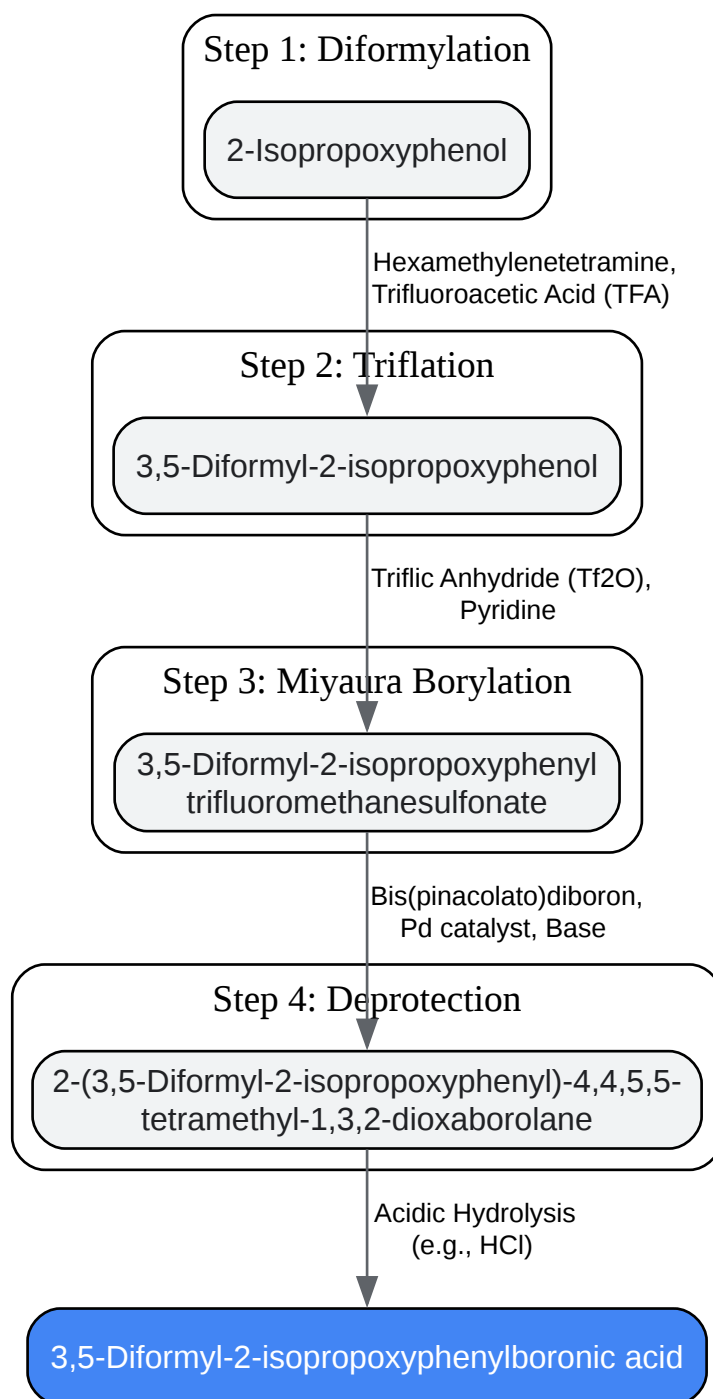 Step 1: Diformylation
2-Isopropoxyphenol
Hexamethylenetetramine,
Trifluoroacetic Acid (TFA)
Step 2: Triflation
3,5-Diformyl-2-isopropoxyphenol
Triflic Anhydride (Tf2O),
Pyridine
Step 3: Miyaura Borylation
3,5-Diformyl-2-isopropoxyphenyl
trifluoromethanesulfonate
Bis(pinacolato)diboron,
Pd catalyst, Base
Step 4: Deprotection
2-(3,5-Diformyl-2-isopropoxyphenyl)-4,4,5,5-
tetramethyl-1,3,2-dioxaborolane
Acidic Hydrolysis
(e.g., HCl)
3,5-Diformyl-2-isopropoxyphenylboronic acid